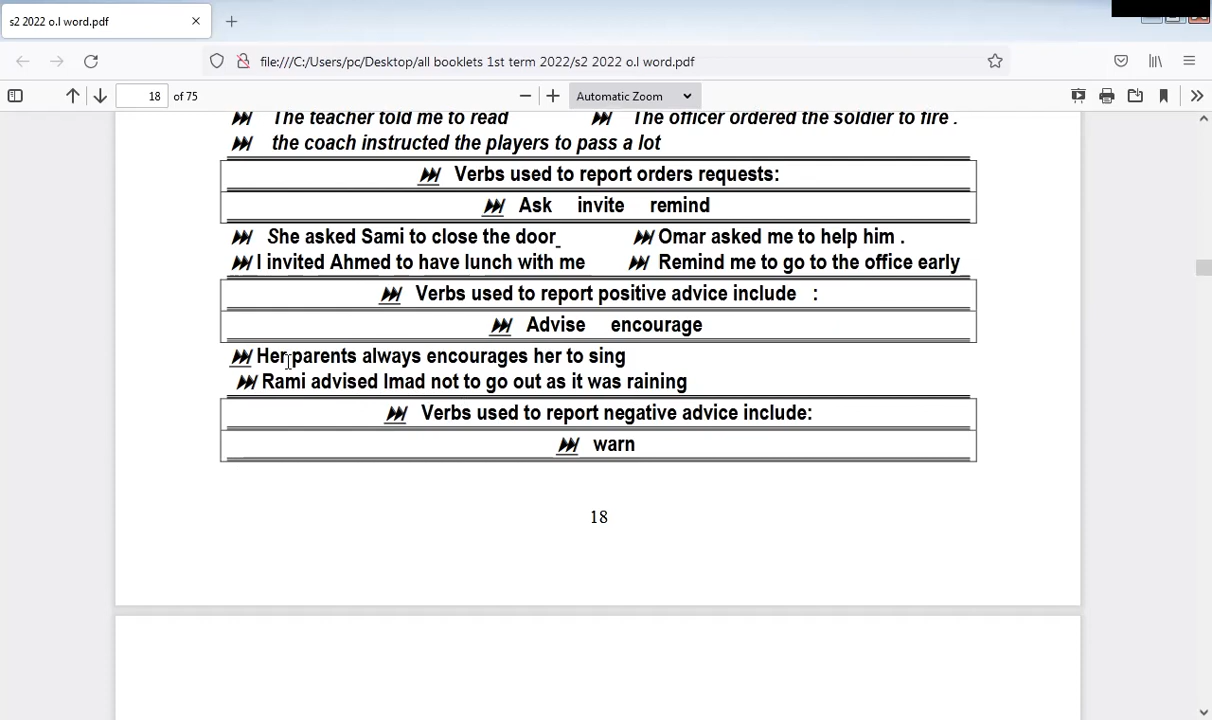 s2 2022 o.l word.pdf
file:///C:/Users/pc/Desktop/all booklets 1st term 2022/s2 2022 o.l word.pdf
18 of 75
Automatic Zoom
The teacher told me to read The officer ordered the soldier to fire .
the coach instructed the players to pass a lot
Verbs used to report orders requests:
Ask invite remind
She asked Sami to close the door Omar asked me to help him .
I invited Ahmed to have lunch with me Remind me to go to the office early
Verbs used to report positive advice include :
Advise encourage
Her parents always encourages her to sing
Rami advised Imad not to go out as it was raining
Verbs used to report negative advice include:
warn
18